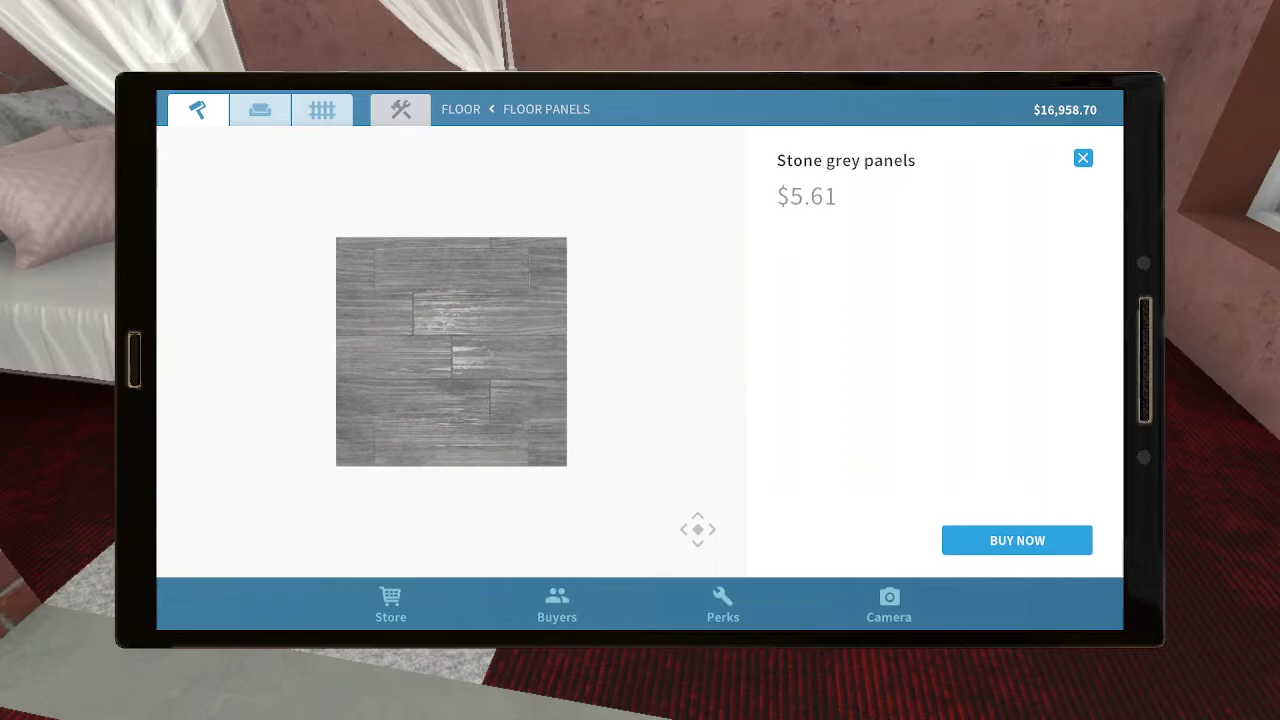 FLOOR < FLOOR PANELS
$16,958.70
Stone grey panels
$5.61
BUY NOW
Store
Buyers
Perks
Camera